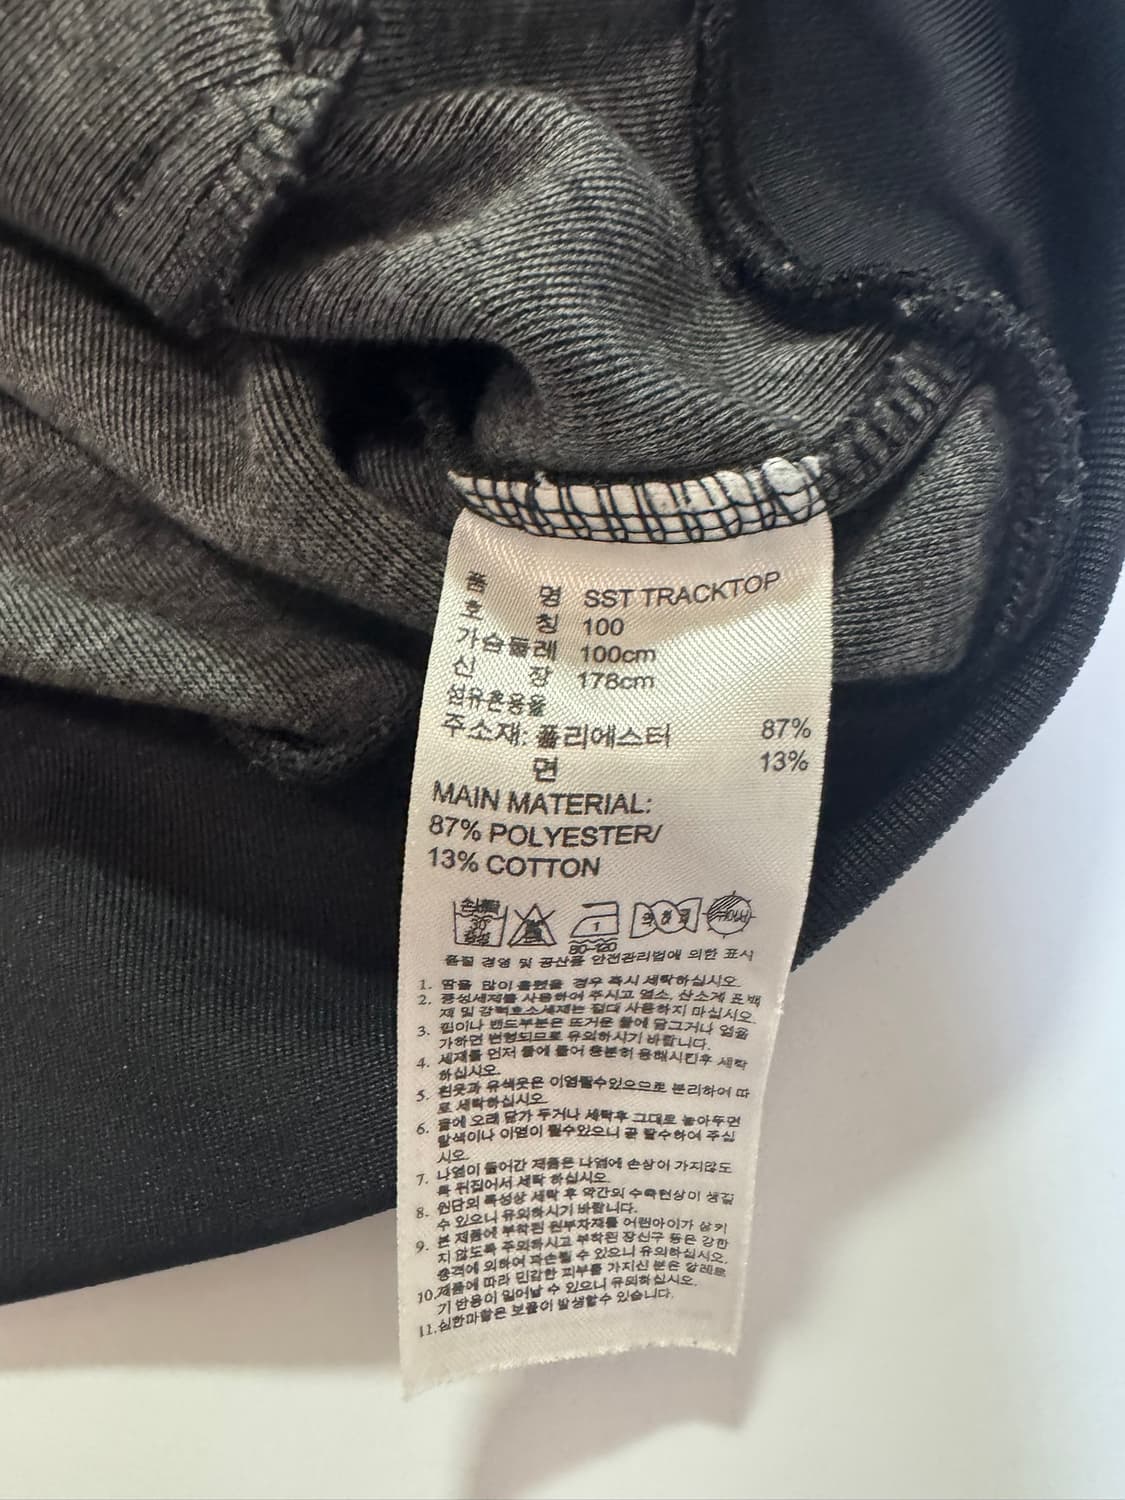 품 명 SST TRACKTOP
호 칭 100
가슴둘레 100cm
신 장 178cm
섬유혼용율
주소재: 폴리에스터 87%
면 13%
MAIN MATERIAL:
87% POLYESTER/
13% COTTON
손세탁 30° 중성 1 80-120 약하게 옷걸이
품질 경영 및 공산품 안전관리법에 의한 표시
1. 땀을 많이 흘렸을 경우 즉시 세탁하십시오.
2. 중성세제를 사용하여 주시고 염소, 산소계 표백
제 및 강력효소세제는 절대 사용하지 마십시오.
3. 립이나 밴드부분은 뜨거운 물에 담그거나 열을
가하면 변형되므로 유의하시기 바랍니다.
4. 세제를 먼저 물에 풀어 충분히 용해시킨후 세탁
하십시오.
5. 흰옷과 유색옷은 이염될수있으므로 분리하여 따
로 세탁하십시오.
6. 물에 오래 담가 두거나 세탁후 그대로 놓아두면
탈색이나 이염이 될수있으니 곧 탈수하여 주십
시오.
7. 나염이 들어간 제품은 나염에 손상이 가지않도
록 뒤집어서 세탁 하십시오.
8. 원단의 특성상 세탁 후 약간의 수축현상이 생길
수 있으니 유의하시기 바랍니다.
9. 본 제품에 부착된 원부자재를 어린아이가 삼키
지 않도록 주의하시고 부착된 장신구 등은 강한
충격에 의하여 파손될 수 있으니 유의하십시오.
10.제품에 따라 민감한 피부를 가지신 분은 알레르
기 반응이 일어날 수 있으니 유의하십시오.
11.심한마찰은 보풀이 발생할수 있습니다.